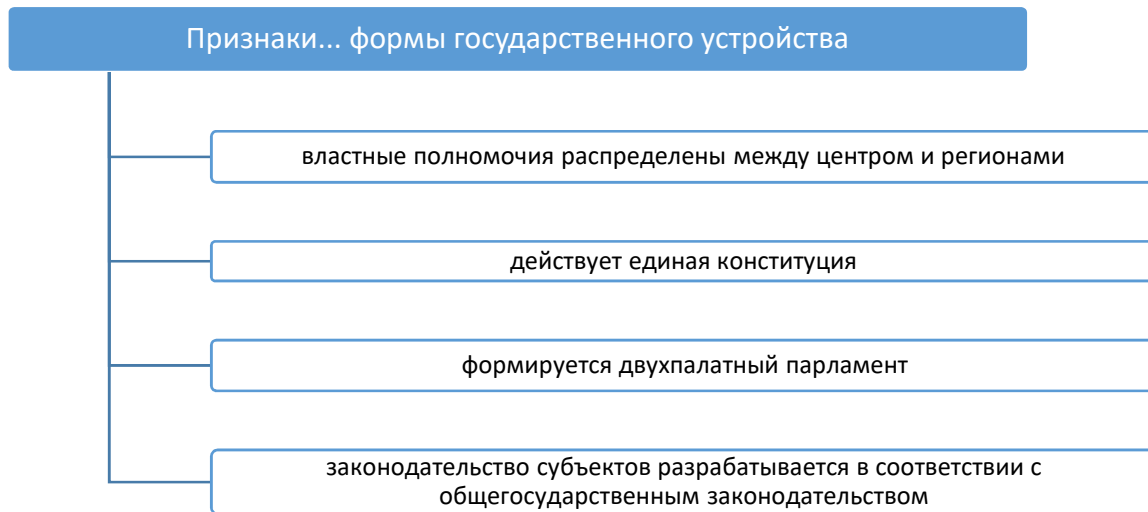 Признаки... формы государственного устройства
властные полномочия распределены между центром и регионами
действует единая конституция
формируется двухпалатный парламент
законодательство субъектов разрабатывается в соответствии с
общегосударственным законодательством